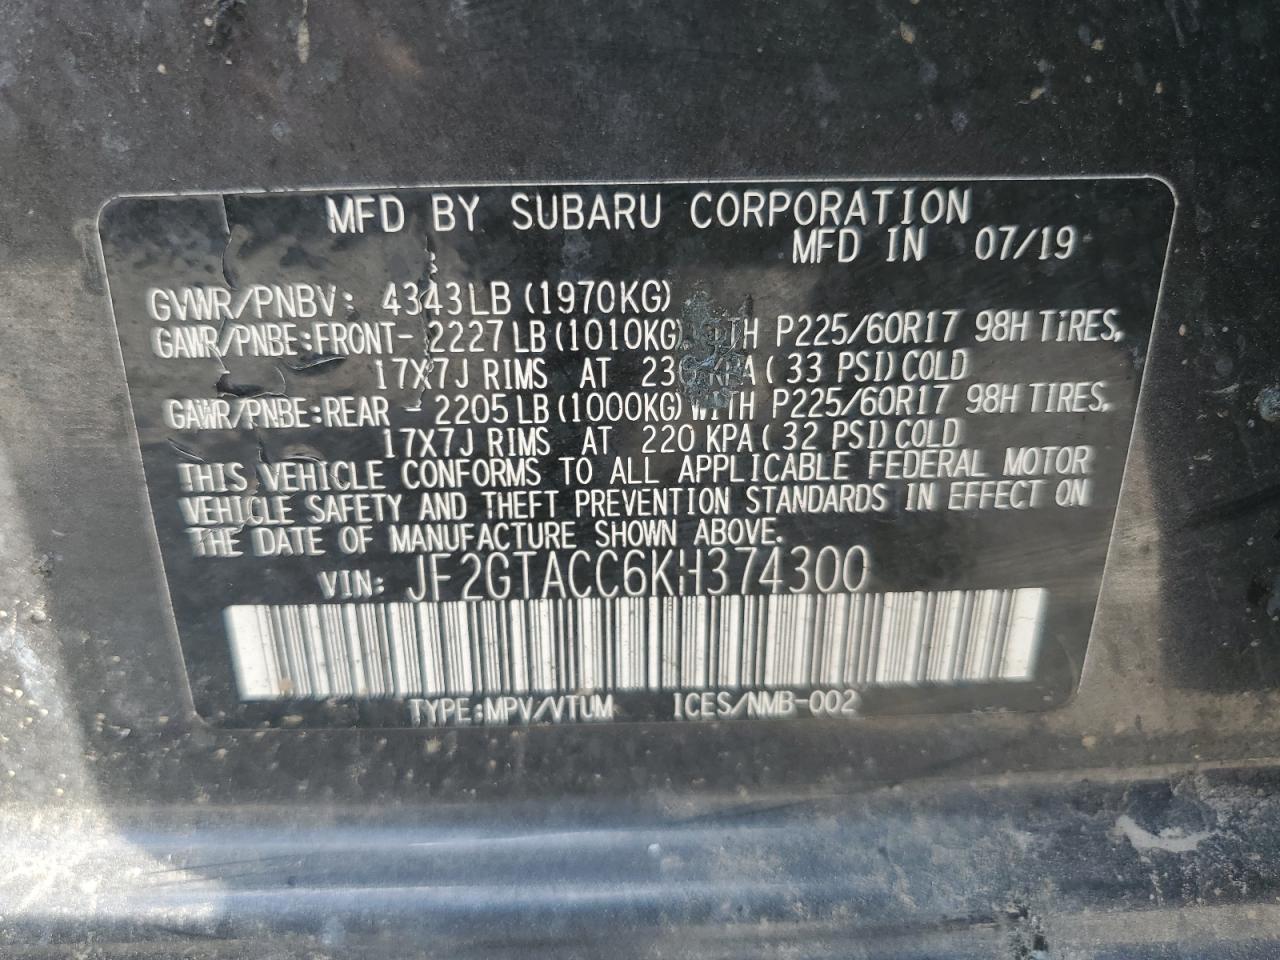 MFD BY SUBARU CORPORATION
MFD IN 07/19
GVWR/PNBV: 4343LB (1970KG)
GAWR/PNBE:FRONT- 2227LB (1010KG) WITH P225/60R17 98H TiRES,
17X7J RIMS AT 230 KPA ( 33 PSI) COLD
GAWR/PNBE:REAR - 2205LB (1000KG) WITH P225/60R17 98H TIRES,
17X7J RIMS AT 220 KPA ( 32 PSI) COLD
THIS VEHICLE CONFORMS TO ALL APPLICABLE FEDERAL MOTOR
VEHICLE SAFETY AND THEFT PREVENTION STANDARDS IN EFFECT ON
THE DATE OF MANUFACTURE SHOWN ABOVE.
VIN: JF2GTACC6KH374300
TYPE:MPV/VTUM ICES/NMB-002